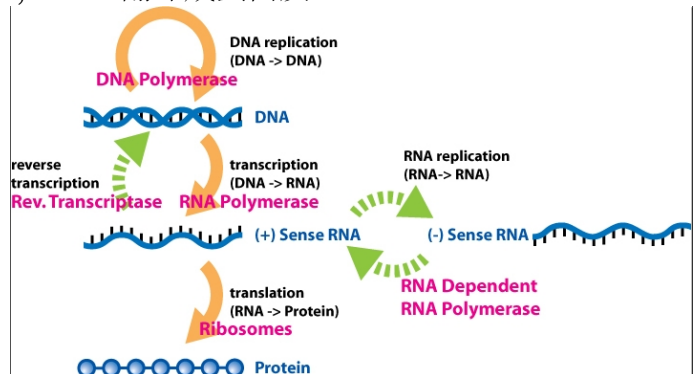 DNA replication
(DNA -> DNA)
DNA Polymerase
DNA
reverse
transcription
Rev. Transcriptase
transcription
(DNA -> RNA)
RNA Polymerase
RNA replication
(RNA-> RNA)
(+) Sense RNA
(-) Sense RNA
RNA Dependent
RNA Polymerase
translation
(RNA -> Protein)
Ribosomes
Protein